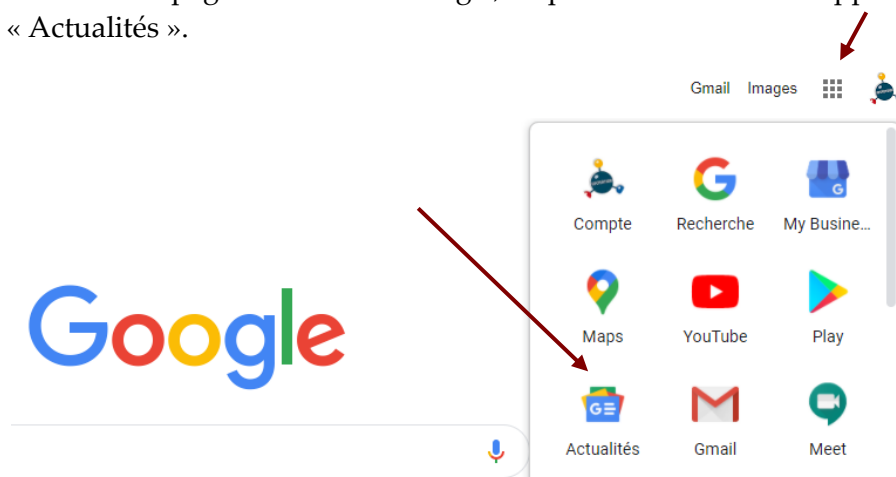 « Actualités ».
Gmail Images
Compte Recherche My Busine...
Maps YouTube Play
Google
Actualités Gmail Meet